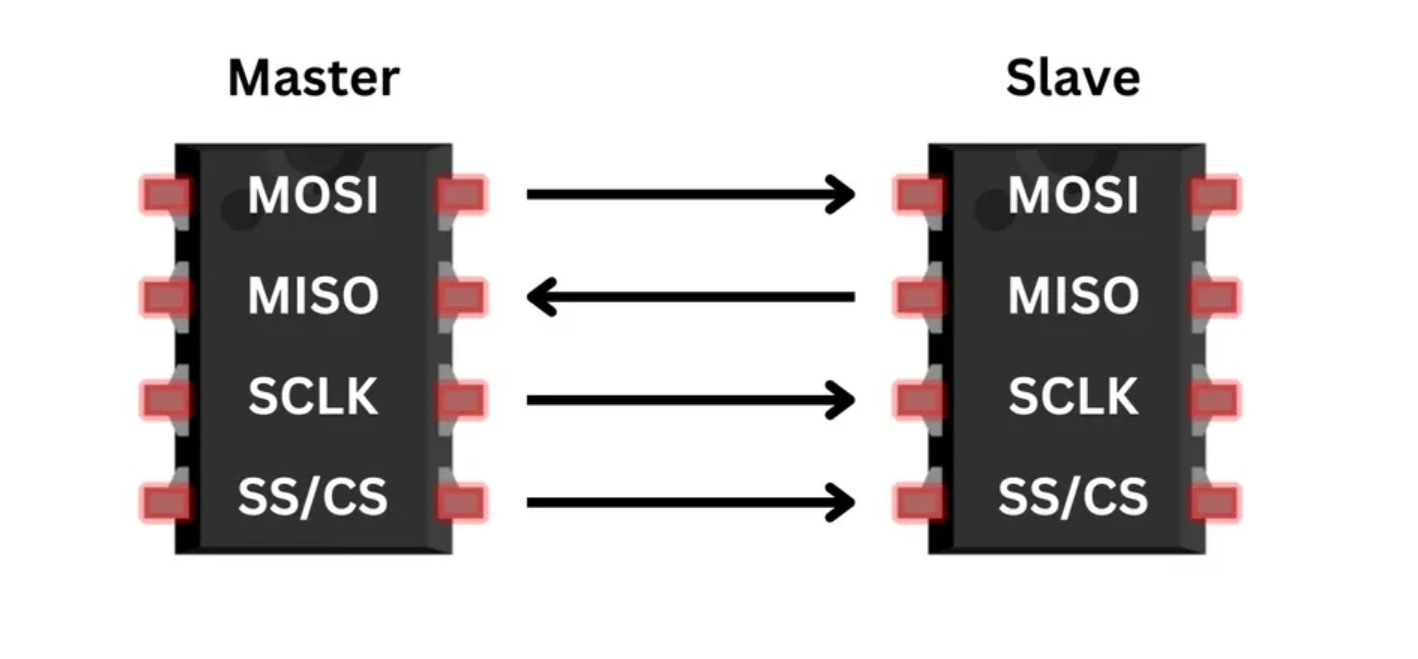 Master
Slave
MOSI
MOSI
MISO
MISO
SCLK
SCLK
SS/CS
SS/CS